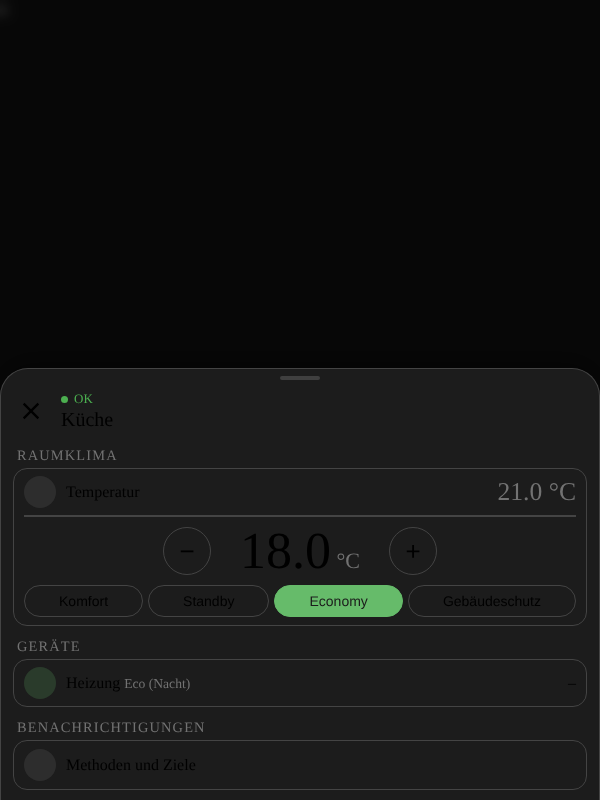 OK
Küche
RAUMKLIMA
Temperatur 21.0 °C
− 18.0 °C +
Komfort Standby Economy Gebäudeschutz
GERÄTE
Heizung Eco (Nacht) –
BENACHRICHTIGUNGEN
Methoden und Ziele